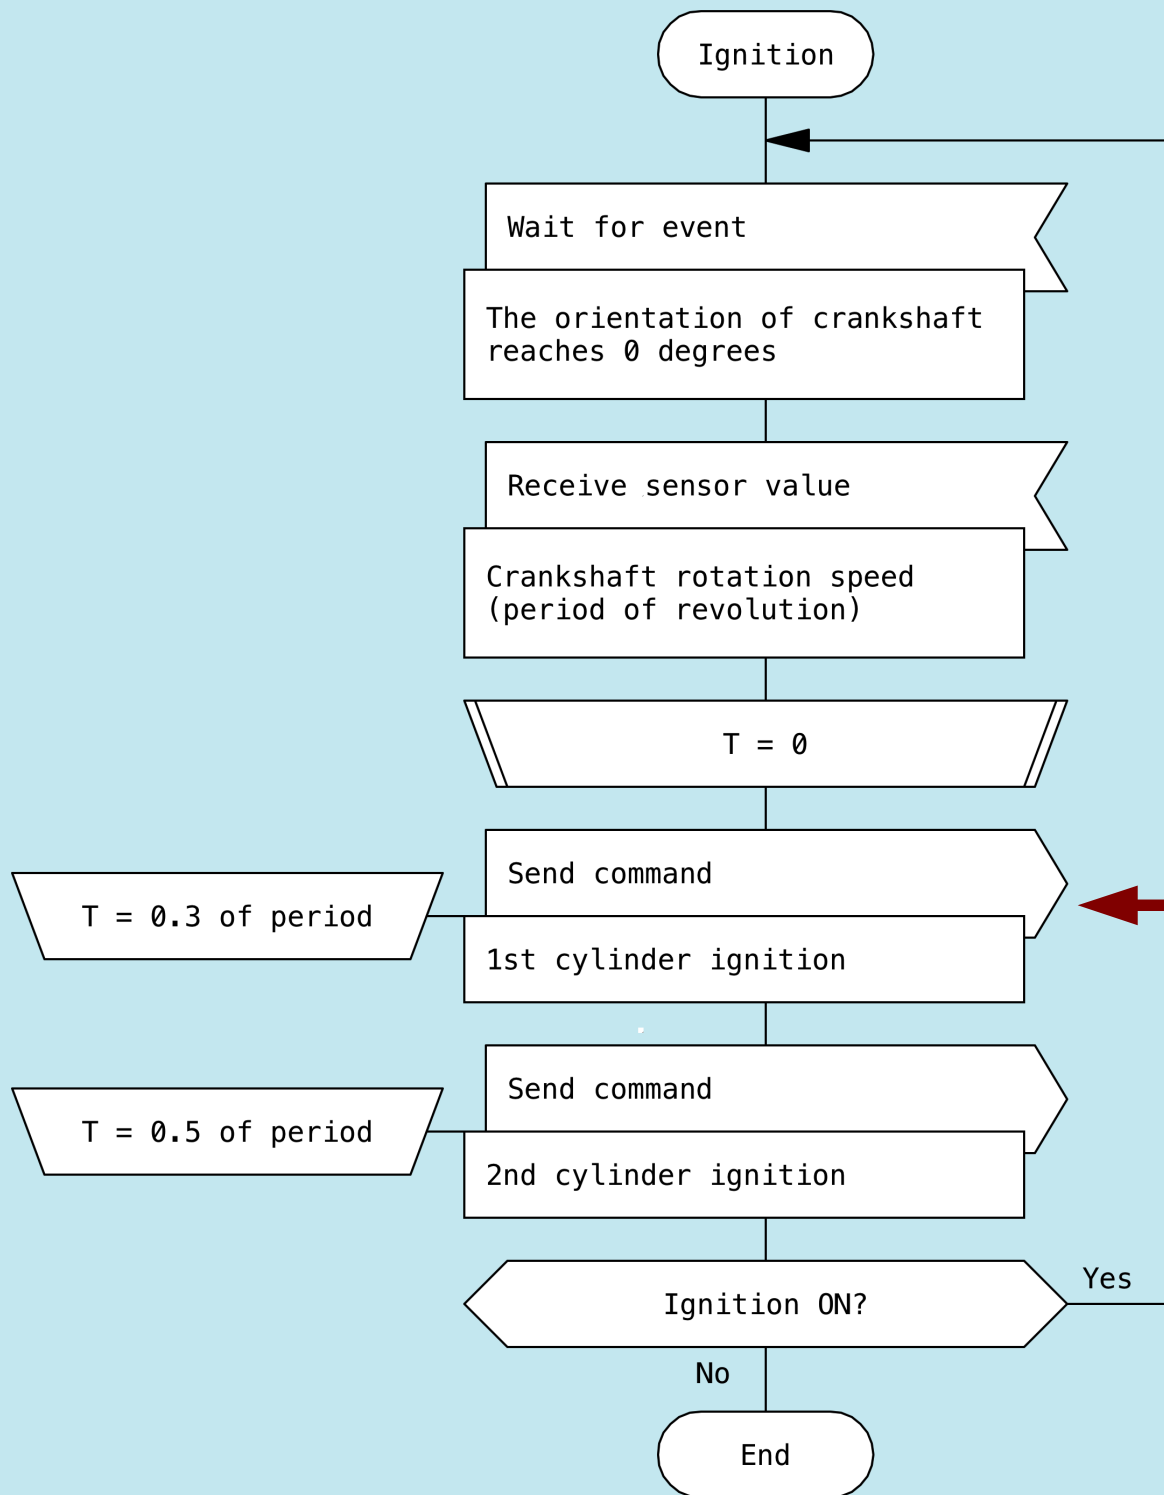 Ignition
Wait for event
The orientation of crankshaft
reaches 0 degrees
Receive sensor value
Crankshaft rotation speed
(period of revolution)
T = 0
Send command
T = 0.3 of period
1st cylinder ignition
Send command
T = 0.5 of period
2nd cylinder ignition
Yes
Ignition ON?
No
End